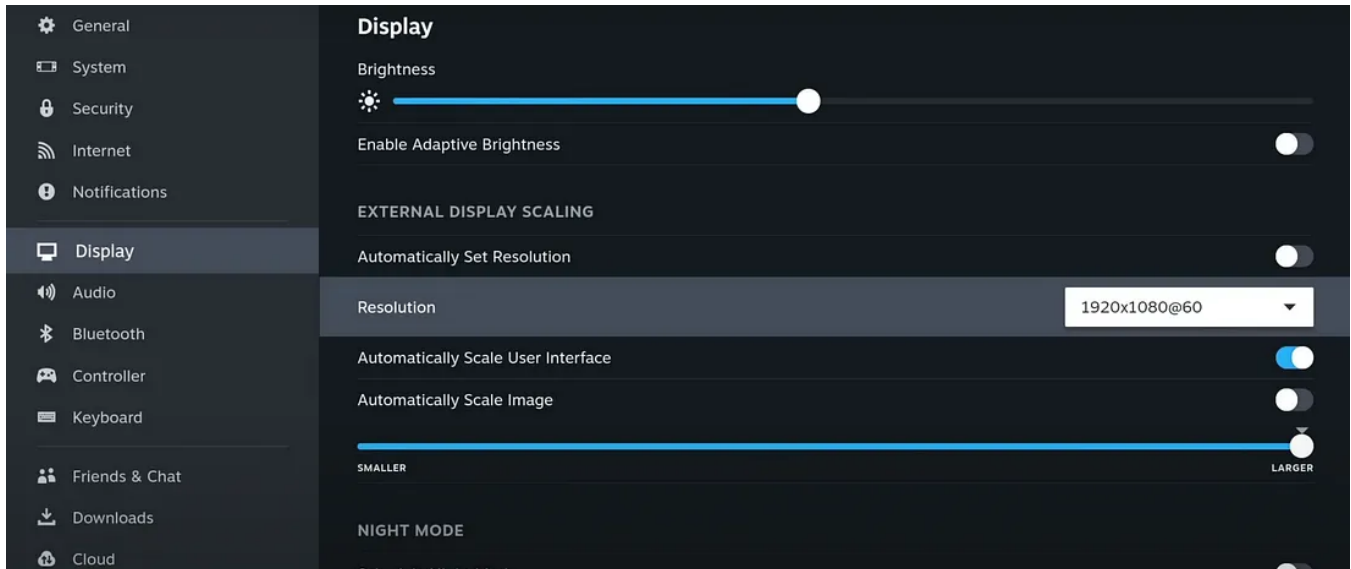 General
System
Security
Internet
Notifications
Display
Audio
Bluetooth
Controller
Keyboard
Friends & Chat
Downloads
Cloud
Display
Brightness
Enable Adaptive Brightness
EXTERNAL DISPLAY SCALING
Automatically Set Resolution
Resolution 1920x1080@60
Automatically Scale User Interface
Automatically Scale Image
SMALLER LARGER
NIGHT MODE